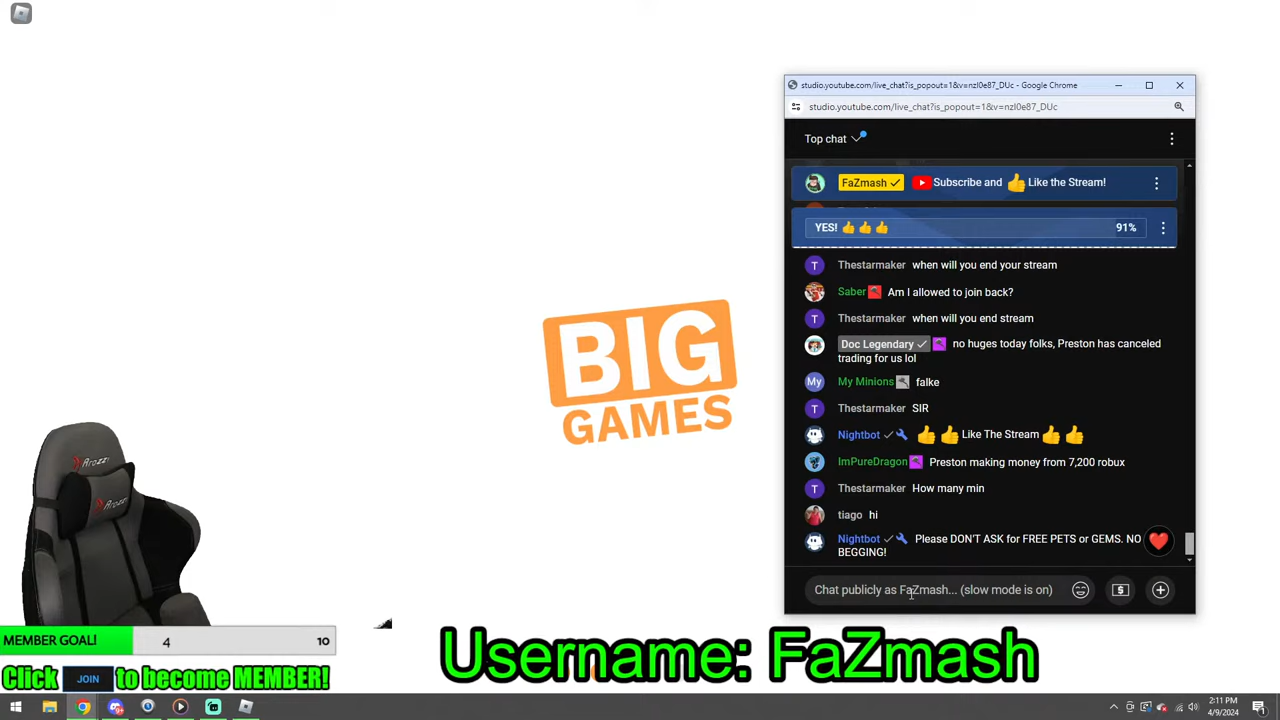 studio.youtube.com/live_chat?is_popout=1&v=nzI0e87_DUc - Google Chrome
studio.youtube.com/live_chat?is_popout=1&v=nzI0e87_DUc
Top chat
FaZmash Subscribe and 👍 Like the Stream!
YES! 👍👍👍 91%
T Thestarmaker when will you end your stream
Saber Am I allowed to join back?
T Thestarmaker when will you end stream
Doc Legendary no huges today folks, Preston has canceled
trading for us lol
My My Minions falke
T Thestarmaker SIR
Nightbot 👍👍 Like The Stream 👍👍
ImPureDragon Preston making money from 7,200 robux
T Thestarmaker How many min
tiago hi
Nightbot Please DON'T ASK for FREE PETS or GEMS. NO
BEGGING!
Chat publicly as FaZmash... (slow mode is on)
BIG
GAMES
Arozzi
Arozzi
MEMBER GOAL! 4 10
Click JOIN to become MEMBER!
Username: FaZmash
2:11 PM
4/9/2024
1